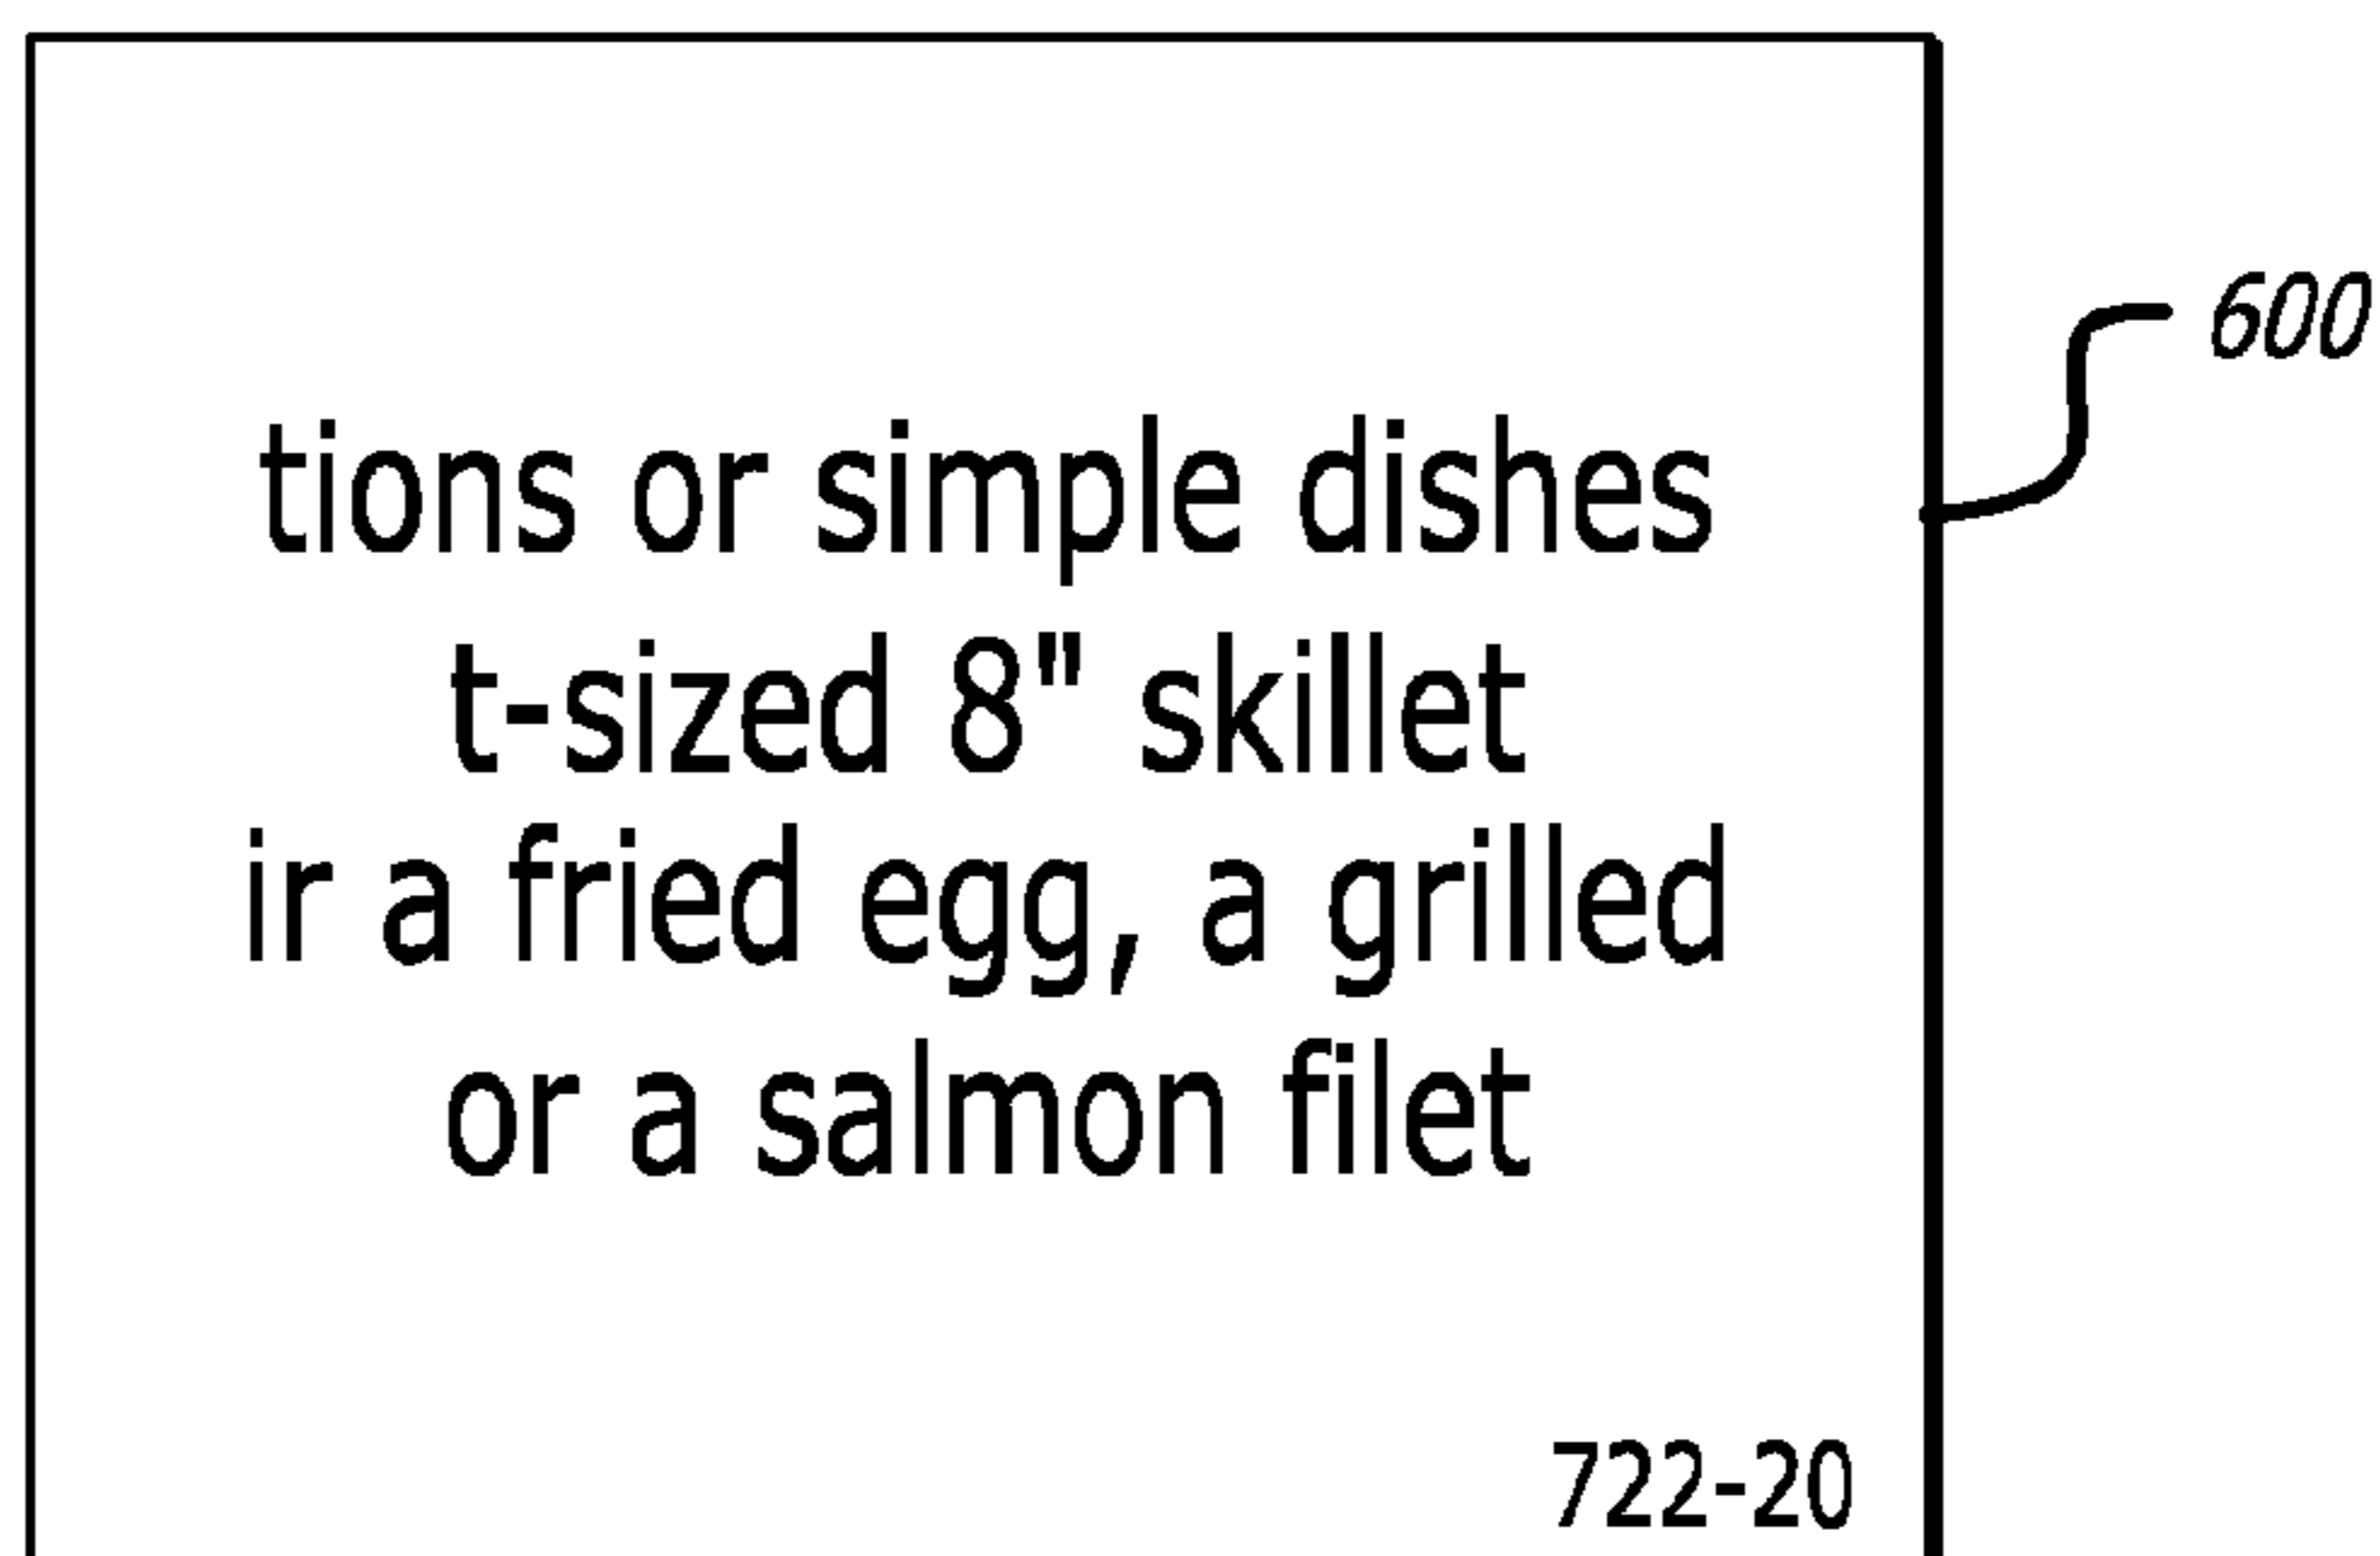 600
tions or simple dishes
t-sized 8" skillet
ir a fried egg, a grilled
or a salmon filet
722-20